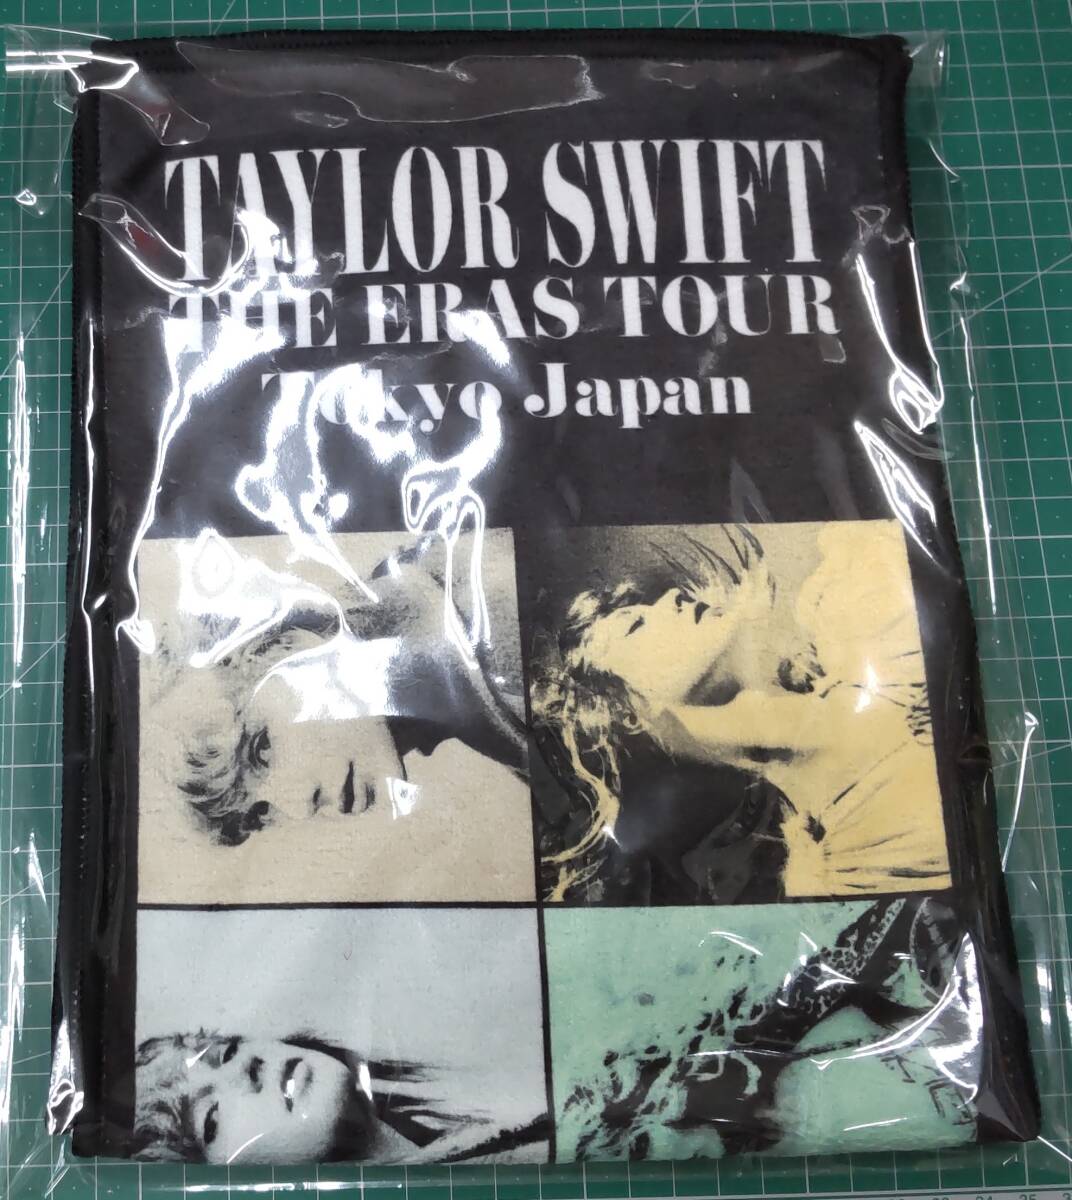 TAYLOR SWIFT
THE ERAS TOUR
Tokyo Japan